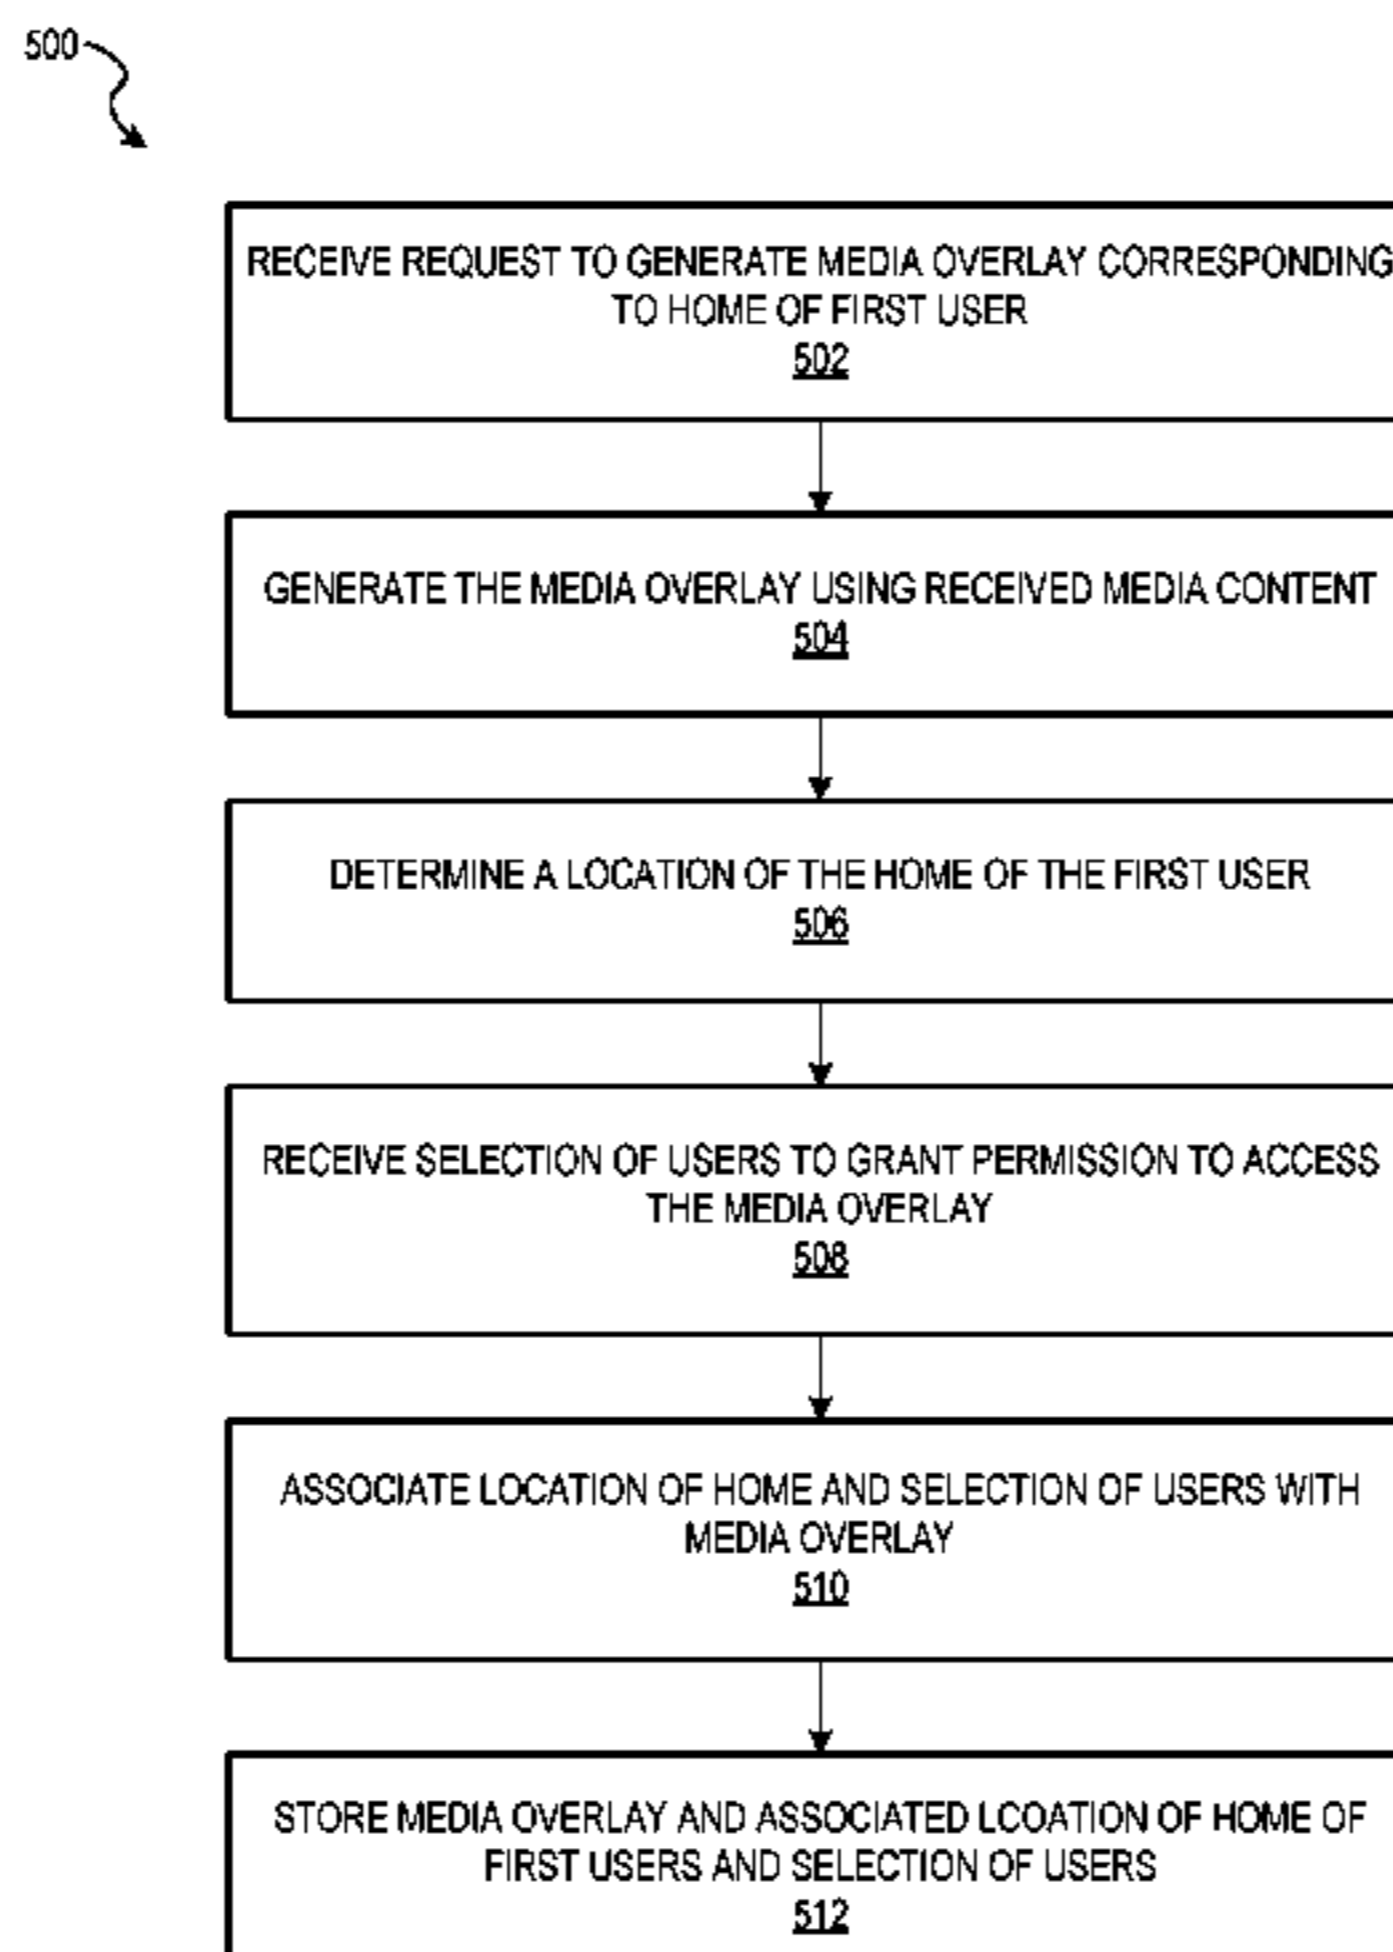 500
RECEIVE REQUEST TO GENERATE MEDIA OVERLAY CORRESPONDING
TO HOME OF FIRST USER
502
GENERATE THE MEDIA OVERLAY USING RECEIVED MEDIA CONTENT
504
DETERMINE A LOCATION OF THE HOME OF THE FIRST USER
506
RECEIVE SELECTION OF USERS TO GRANT PERMISSION TO ACCESS
THE MEDIA OVERLAY
508
ASSOCIATE LOCATION OF HOME AND SELECTION OF USERS WITH
MEDIA OVERLAY
510
STORE MEDIA OVERLAY AND ASSOCIATED LCOATION OF HOME OF
FIRST USERS AND SELECTION OF USERS
512